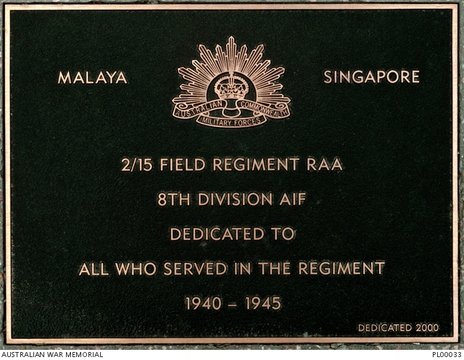 MALAYA
SINGAPORE
AUSTRALIAN COMMONWEALTH
MILITARY FORCES
2/15 FIELD REGIMENT RAA
8TH DIVISION AIF
DEDICATED TO
ALL WHO SERVED IN THE REGIMENT
1940 – 1945
DEDICATED 2000
AUSTRALIAN WAR MEMORIAL
PL00033